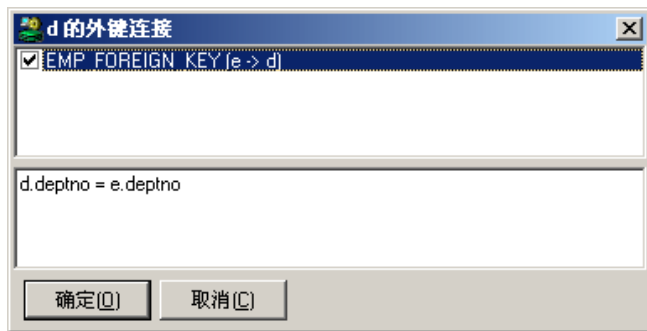 d 的外键连接
EMP_FOREIGN_KEY (e -> d)
d.deptno = e.deptno
确定(O)
取消(C)